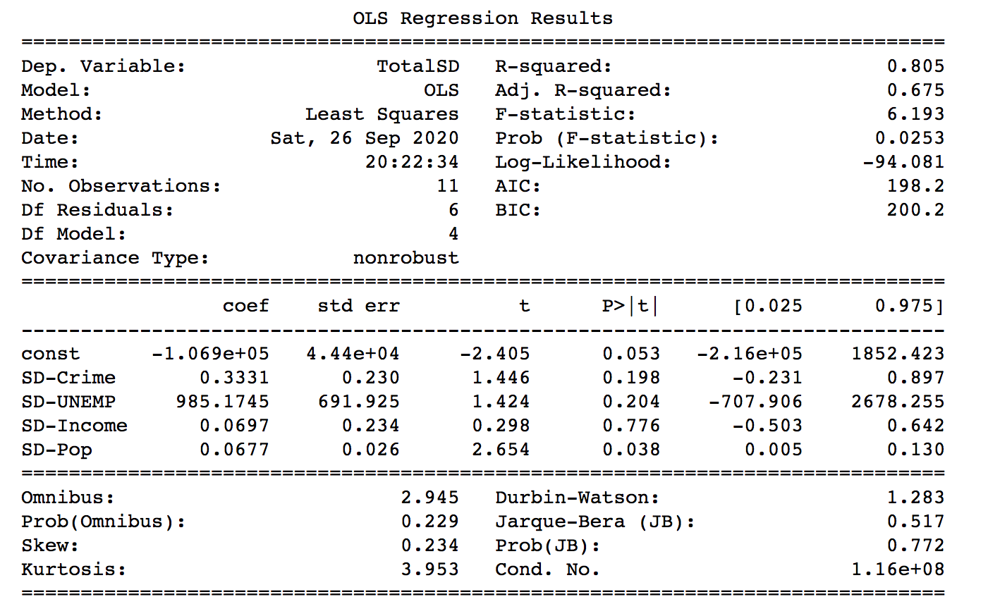 OLS Regression Results
==============================================================================
Dep. Variable:                TotalSD   R-squared:                       0.805
Model:                            OLS   Adj. R-squared:                  0.675
Method:                 Least Squares   F-statistic:                     6.193
Date:                Sat, 26 Sep 2020   Prob (F-statistic):             0.0253
Time:                        20:22:34   Log-Likelihood:                -94.081
No. Observations:                  11   AIC:                             198.2
Df Residuals:                       6   BIC:                             200.2
Df Model:                           4
Covariance Type:            nonrobust
==============================================================================
                 coef    std err          t      P>|t|      [0.025      0.975]
------------------------------------------------------------------------------
const      -1.069e+05   4.44e+04     -2.405      0.053   -2.16e+05    1852.423
SD-Crime       0.3331      0.230      1.446      0.198      -0.231       0.897
SD-UNEMP     985.1745    691.925      1.424      0.204    -707.906    2678.255
SD-Income      0.0697      0.234      0.298      0.776      -0.503       0.642
SD-Pop         0.0677      0.026      2.654      0.038       0.005       0.130
==============================================================================
Omnibus:                        2.945   Durbin-Watson:                   1.283
Prob(Omnibus):                  0.229   Jarque-Bera (JB):                0.517
Skew:                           0.234   Prob(JB):                        0.772
Kurtosis:                       3.953   Cond. No.                     1.16e+08
==============================================================================